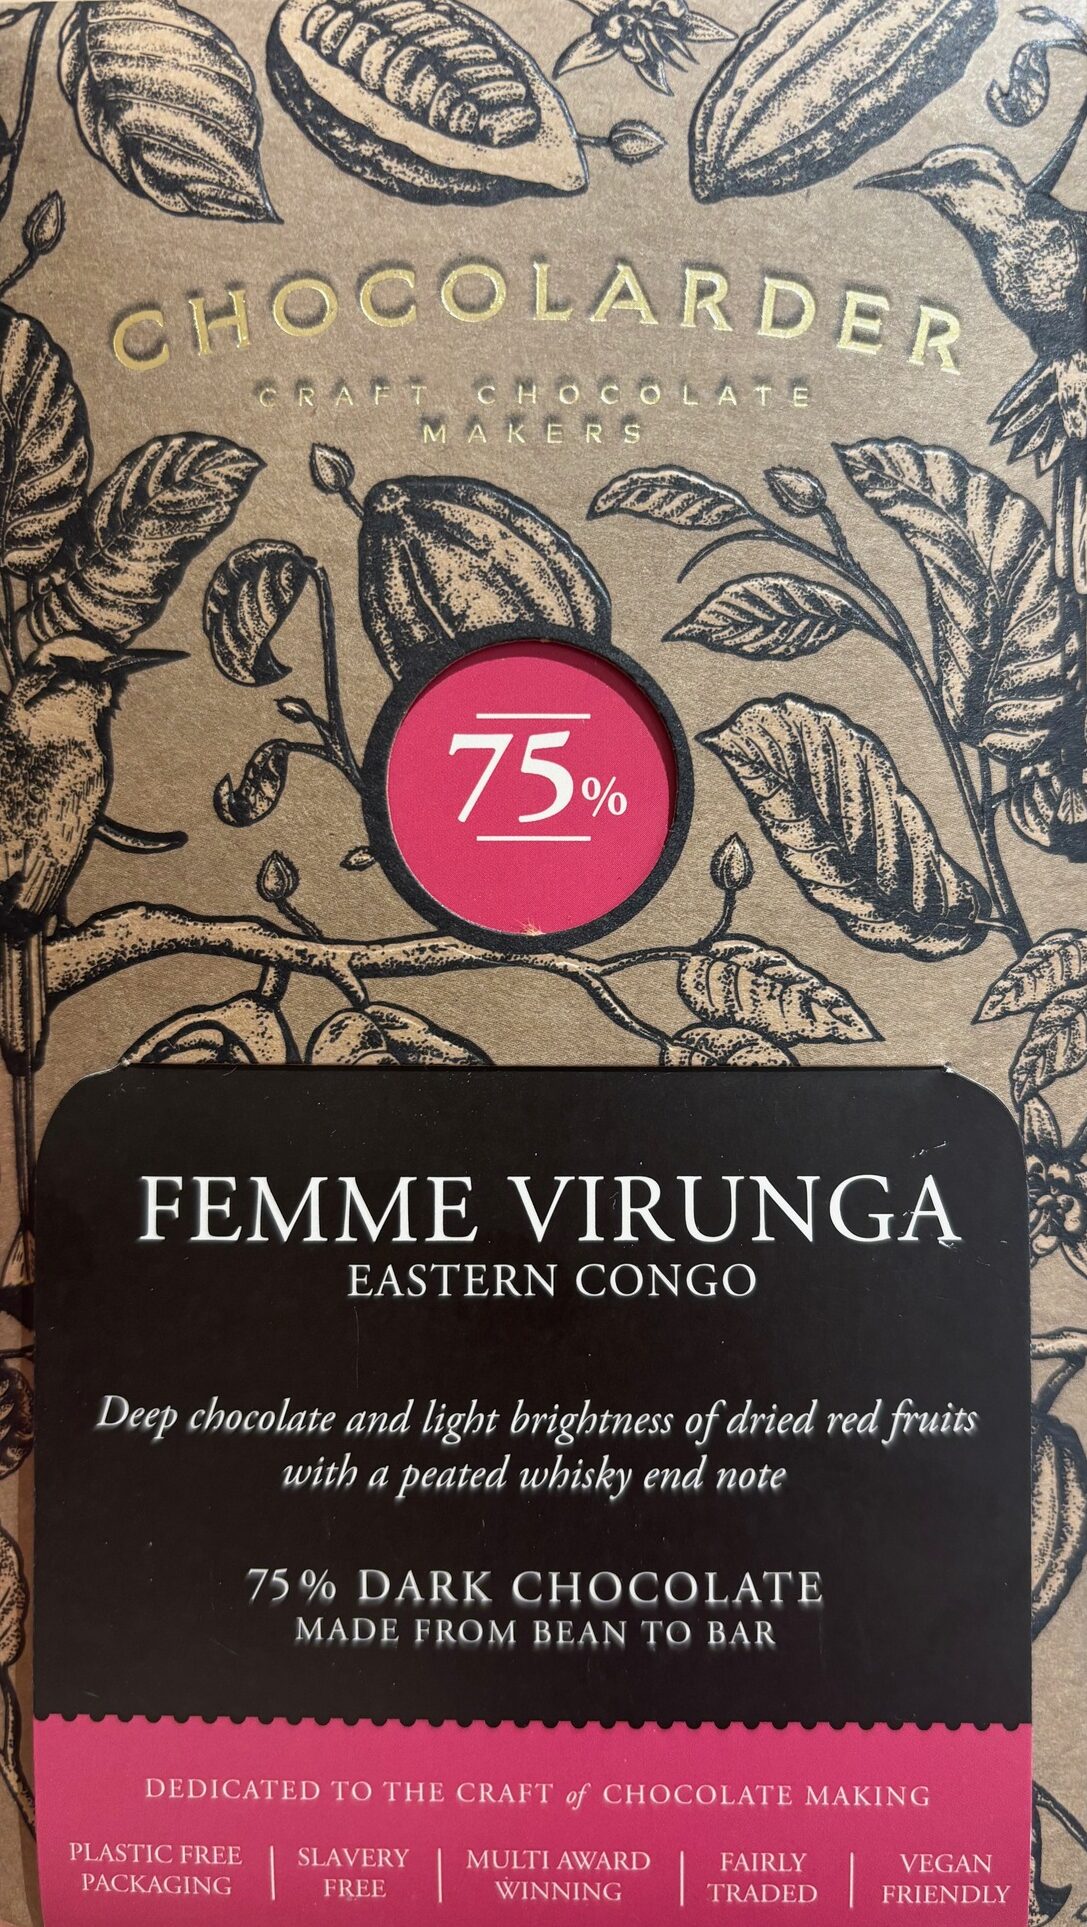 CHOCOLARDER
CRAFT CHOCOLATE
MAKERS
75%
FEMME VIRUNGA
EASTERN CONGO
Deep chocolate and light brightness of dried red fruits
with a peated whisky end note
75% DARK CHOCOLATE
MADE FROM BEAN TO BAR
DEDICATED TO THE CRAFT of CHOCOLATE MAKING
PLASTIC FREE
PACKAGING
SLAVERY
FREE
MULTI AWARD
WINNING
FAIRLY
TRADED
VEGAN
FRIENDLY